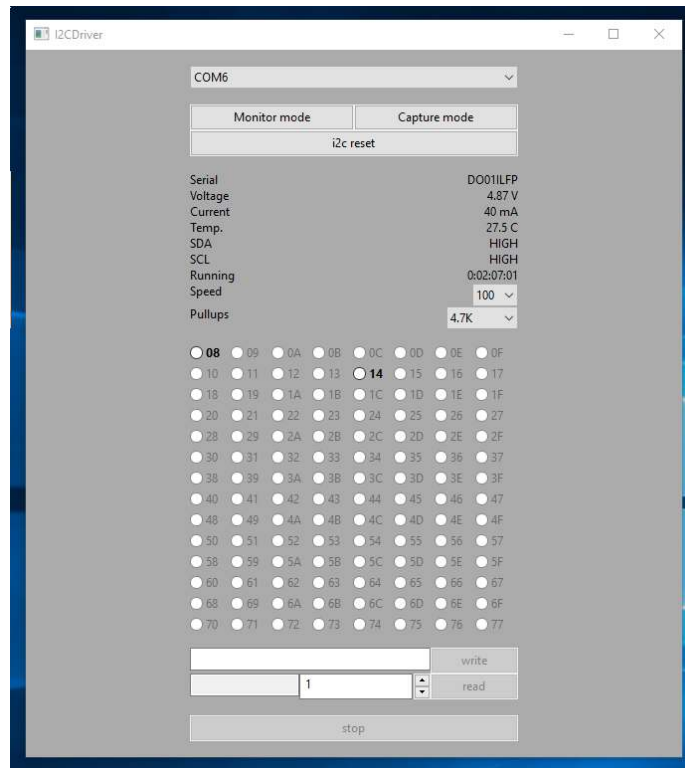 I2CDriver
COM6
Monitor mode Capture mode
i2c reset
Serial DO01ILFP
Voltage 4.87 V
Current 40 mA
Temp. 27.5 C
SDA HIGH
SCL HIGH
Running 0:02:07:01
Speed 100
Pullups 4.7K
08 09 0A 0B 0C 0D 0E 0F
10 11 12 13 14 15 16 17
18 19 1A 1B 1C 1D 1E 1F
20 21 22 23 24 25 26 27
28 29 2A 2B 2C 2D 2E 2F
30 31 32 33 34 35 36 37
38 39 3A 3B 3C 3D 3E 3F
40 41 42 43 44 45 46 47
48 49 4A 4B 4C 4D 4E 4F
50 51 52 53 54 55 56 57
58 59 5A 5B 5C 5D 5E 5F
60 61 62 63 64 65 66 67
68 69 6A 6B 6C 6D 6E 6F
70 71 72 73 74 75 76 77
write
1 read
stop